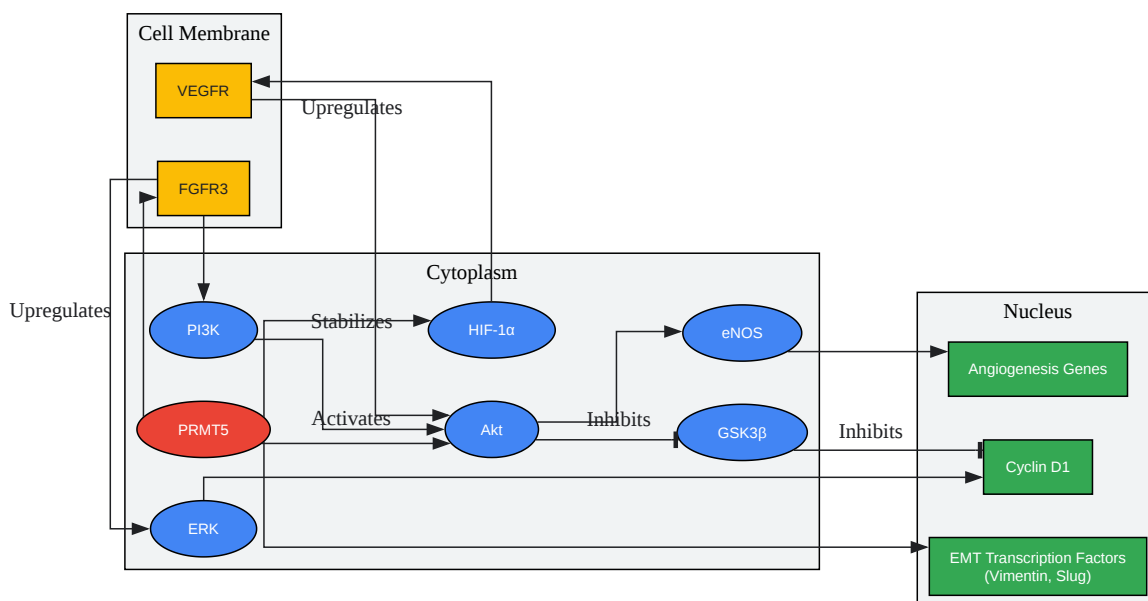 Cell Membrane
VEGFR
Upregulates
FGFR3
Cytoplasm
Upregulates
PI3K
Stabilizes
HIF-1α
eNOS
Nucleus
Angiogenesis Genes
PRMT5
Activates
Akt
Inhibits
GSK3β
Inhibits
Cyclin D1
ERK
EMT Transcription Factors
(Vimentin, Slug)